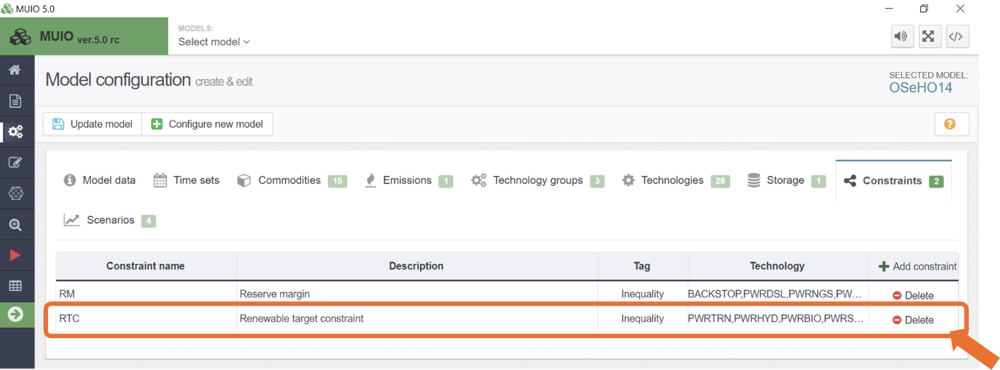 MUIO 5.0
MUIO ver.5.0 rc
MODELS:
Select model
Model configuration create & edit
SELECTED MODEL:
OSeHO14
Update model
Configure new model
Model data
Time sets
Commodities 15
Emissions 1
Technology groups 3
Technologies 28
Storage 1
Constraints 2
Scenarios 4
Constraint name Description Tag Technology Add constraint
RM Reserve margin Inequality BACKSTOP,PWRDSL,PWRNGS,PW... Delete
RTC Renewable target constraint Inequality PWRTRN,PWRHYD,PWRBIO,PWRS... Delete